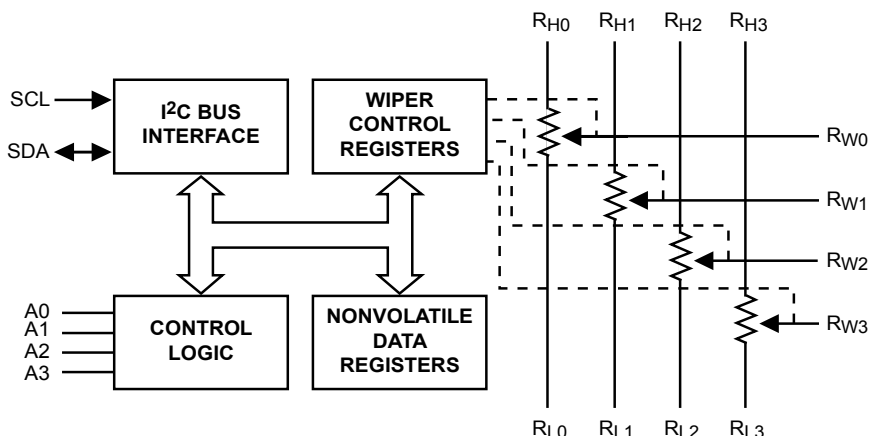 RH0 RH1 RH2 RH3
SCL
SDA
I²C BUS
INTERFACE
WIPER
CONTROL
REGISTERS
RW0
RW1
RW2
RW3
A0
A1
A2
A3
CONTROL
LOGIC
NONVOLATILE
DATA
REGISTERS
RL0 RL1 RL2 RL3